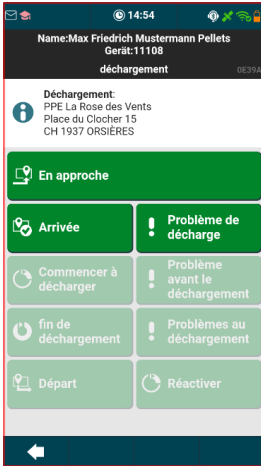 14:54
Name:Max Friedrich Mustermann Pellets
Gerät:11108
déchargement
0E39A
Déchargement:
PPE La Rose des Vents
Place du Clocher 15
CH 1937 ORSIÈRES
En approche
Arrivée
Problème de
décharge
Commencer à
décharger
Problème
avant le
déchargement
fin de
déchargement
Problèmes au
déchargement
Départ
Réactiver